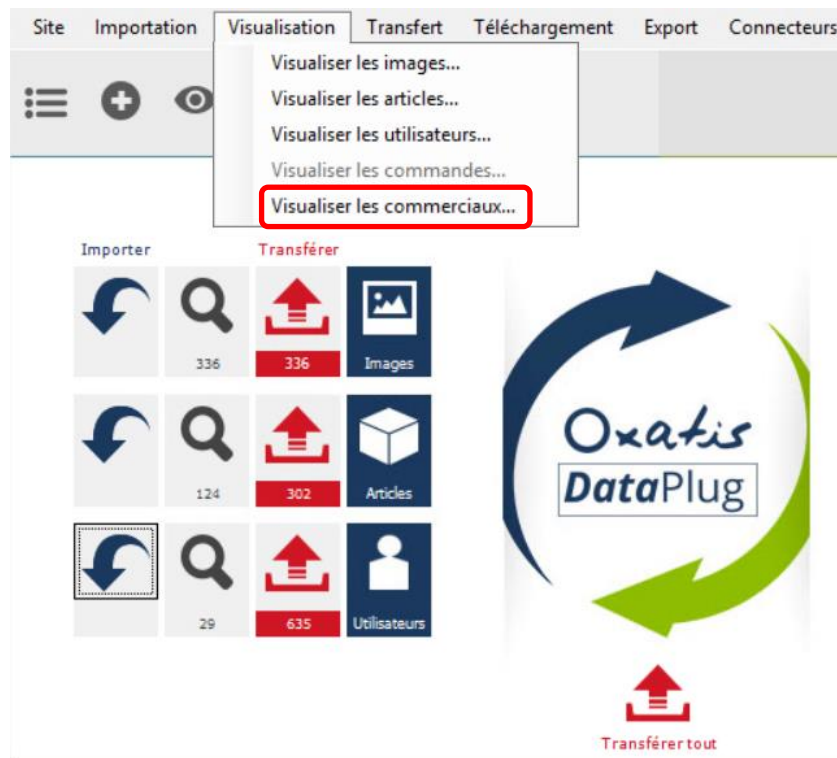 Site Importation Visualisation Transfert Téléchargement Export Connecteurs
Visualiser les images...
Visualiser les articles...
Visualiser les utilisateurs...
Visualiser les commandes...
Visualiser les commerciaux...
Importer Transférer
336 336 Images
124 302 Articles
29 635 Utilisateurs
Oxatis
DataPlug
Transférer tout